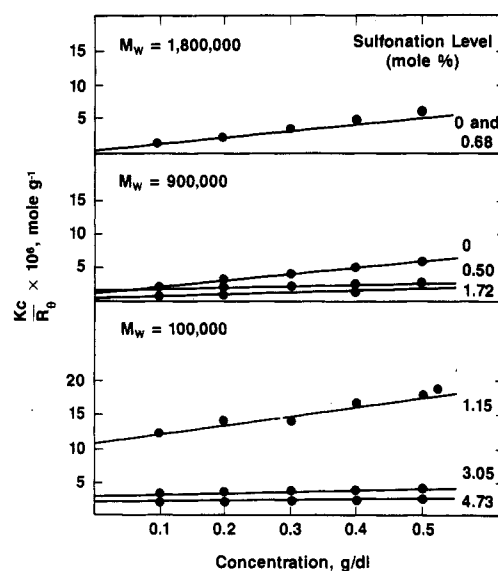 M_W = 1,800,000
Sulfonation Level
(mole %)
15
10
5
0 and
0.68
M_W = 900,000
15
10
5
0
0.50
1.72
Kc/R_θ × 10⁶, mole g⁻¹
M_W = 100,000
20
15
10
5
1.15
3.05
4.73
0.1 0.2 0.3 0.4 0.5
Concentration, g/dl